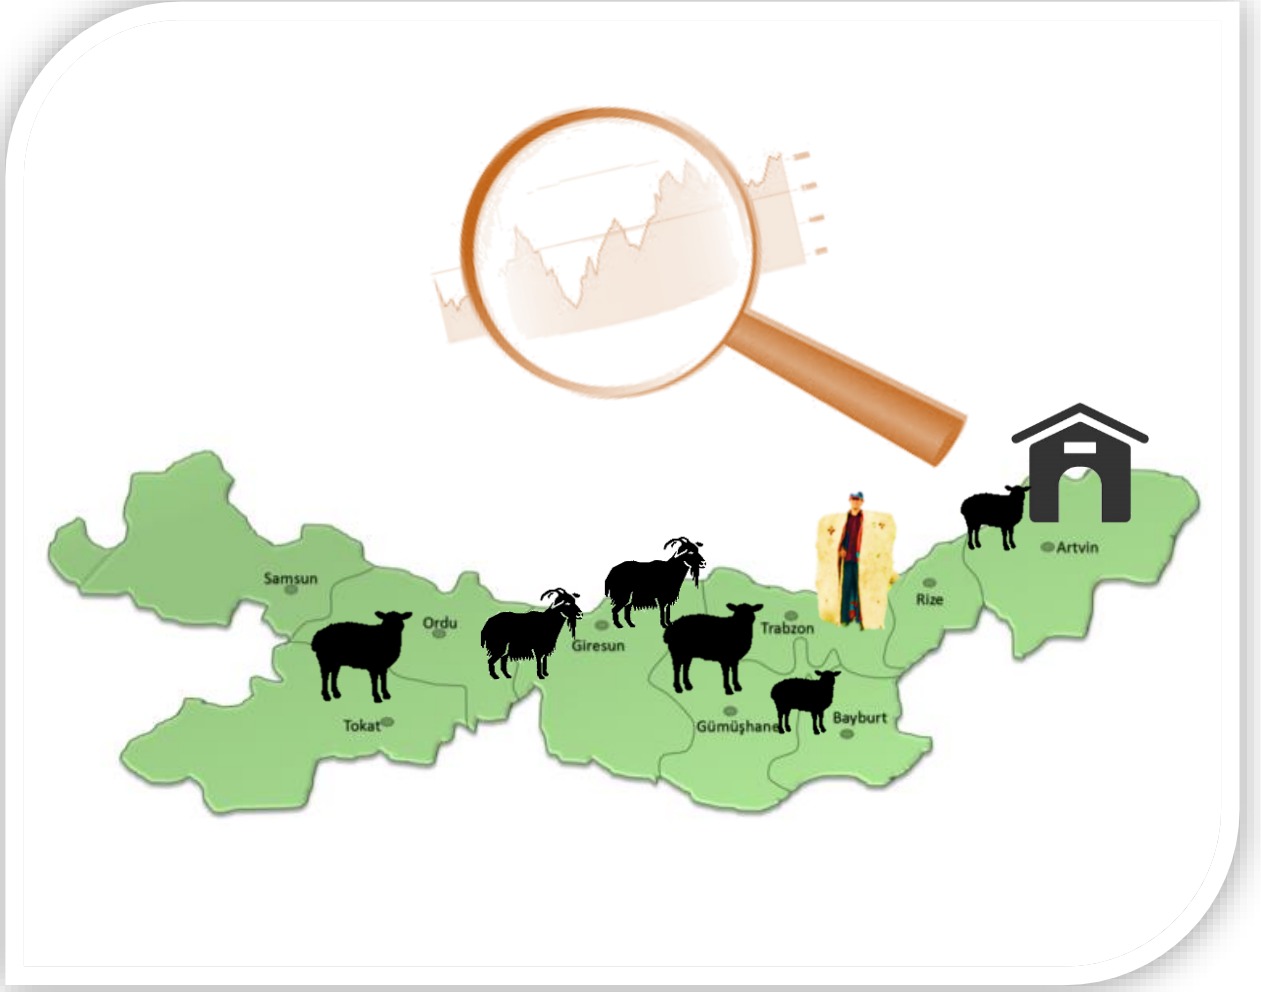 Samsun
Ordu
Giresun
Trabzon
Rize
Artvin
Tokat
Gümüşhane
Bayburt